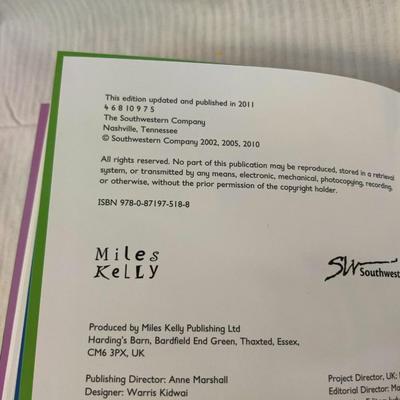 This edition updated and published in 2011
4 6 8 10 9 7 5
The Southwestern Company
Nashville, Tennessee
© Southwestern Company 2002, 2005, 2010
All rights reserved. No part of this publication may be reproduced, stored in a retrieval
system, or transmitted by any means, electronic, mechanical, photocopying, recording,
or otherwise, without the prior permission of the copyright holder.
ISBN 978-0-87197-518-8
Miles
Kelly
SW Southwest
Produced by Miles Kelly Publishing Ltd
Harding's Barn, Bardfield End Green, Thaxted, Essex,
CM6 3PX, UK
Publishing Director: Anne Marshall
Designer: Warris Kidwai
Project Director, UK:
Editorial Director: Ma